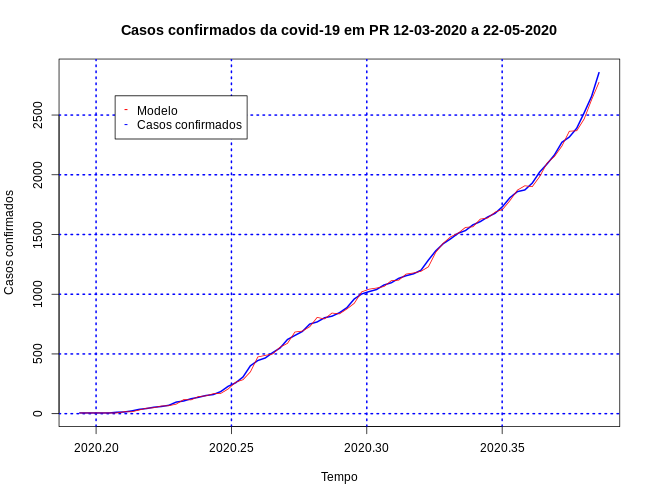 Casos confirmados da covid-19 em PR 12-03-2020 a 22-05-2020
Casos confirmados
2500
2000
1500
1000
500
0
- Modelo
- Casos confirmados
2020.20 2020.25 2020.30 2020.35
Tempo